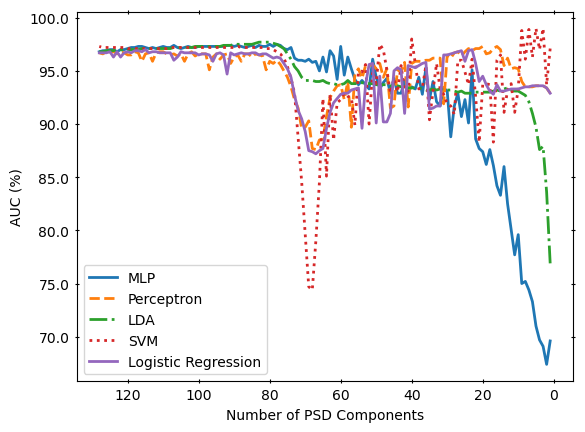 100.0
95.0
90.0
85.0
80.0
75.0
70.0
AUC (%)
MLP
Perceptron
LDA
SVM
Logistic Regression
120 100 80 60 40 20 0
Number of PSD Components